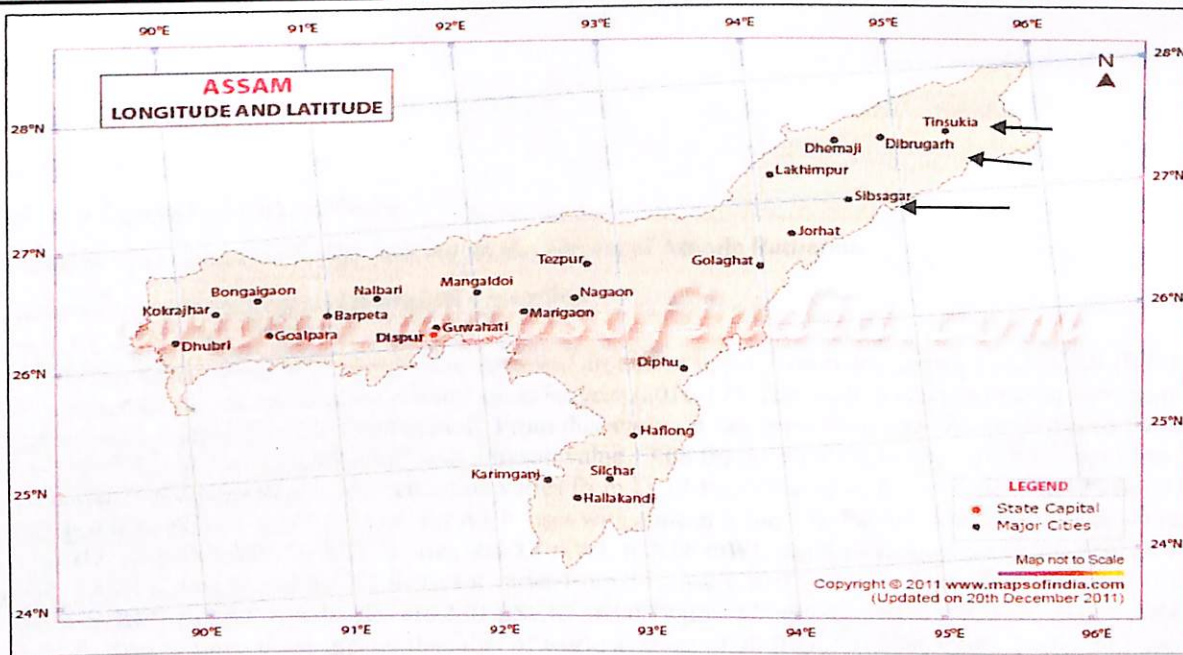 90°E 91°E 92°E 93°E 94°E 95°E 96°E
28°N
N
ASSAM
LONGITUDE AND LATITUDE
28°N
Tinsukia
Dhemaji
Dibrugarh
Lakhimpur
27°N
Sibsagar
Jorhat
27°N
Tezpur
Golaghat
Bongaigaon
Nalbari
Mangaldoi
Nagaon
26°N
Kokrajhar
Barpeta
Marigaon
Dhubri
Goalpara
Dispur
Guwahati
Diphu
26°N
25°N
Haflong
Karimganj
Silchar
25°N
Hallakandi
LEGEND
State Capital
Major Cities
24°N
Map not to Scale
Copyright © 2011 www.mapsofindia.com
(Updated on 20th December 2011)
24°N
90°E 91°E 92°E 93°E 94°E 95°E 96°E